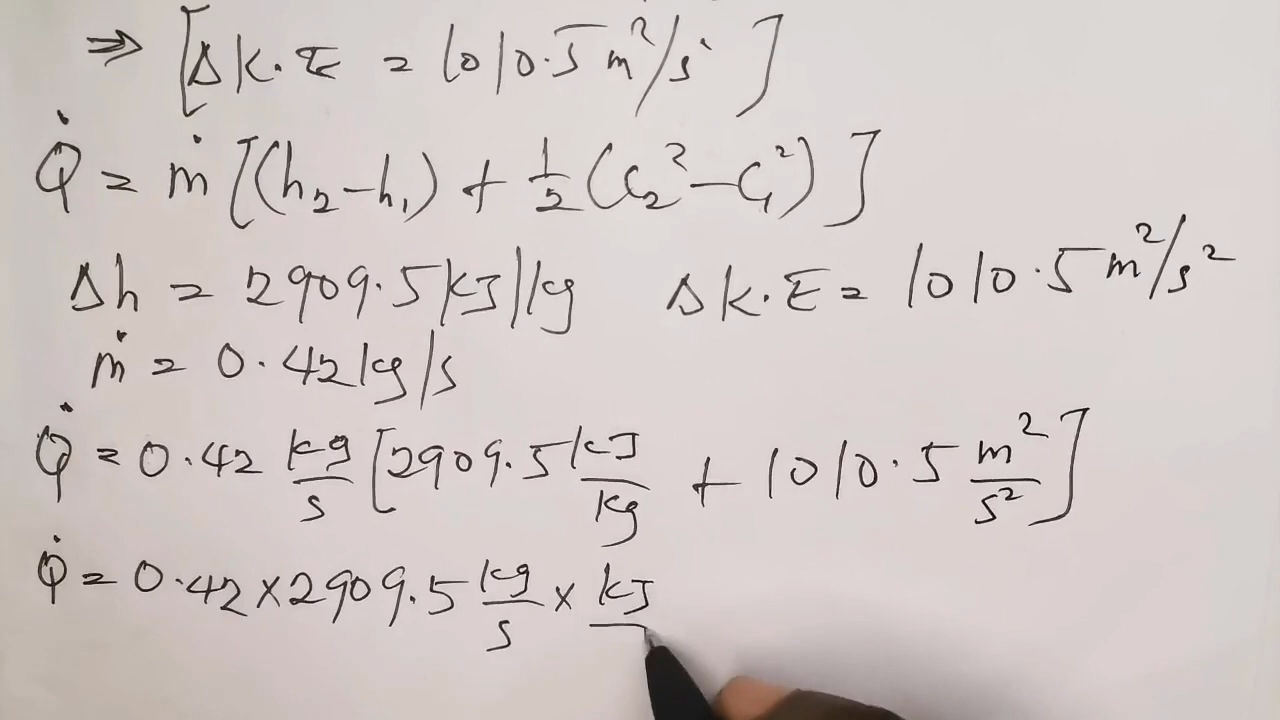 ⇒ [ΔK.E = 1010.5 m²/s²]
Q̇ = ṁ [(h₂-h₁) + ½ (C₂² - C₁²)]
Δh = 2909.5 kJ/kg ΔK.E = 1010.5 m²/s²
ṁ = 0.42 kg/s
Q̇ = 0.42 kg/s [2909.5 kJ/kg + 1010.5 m²/s²]
Q̇ = 0.42 × 2909.5 kg/s × kJ